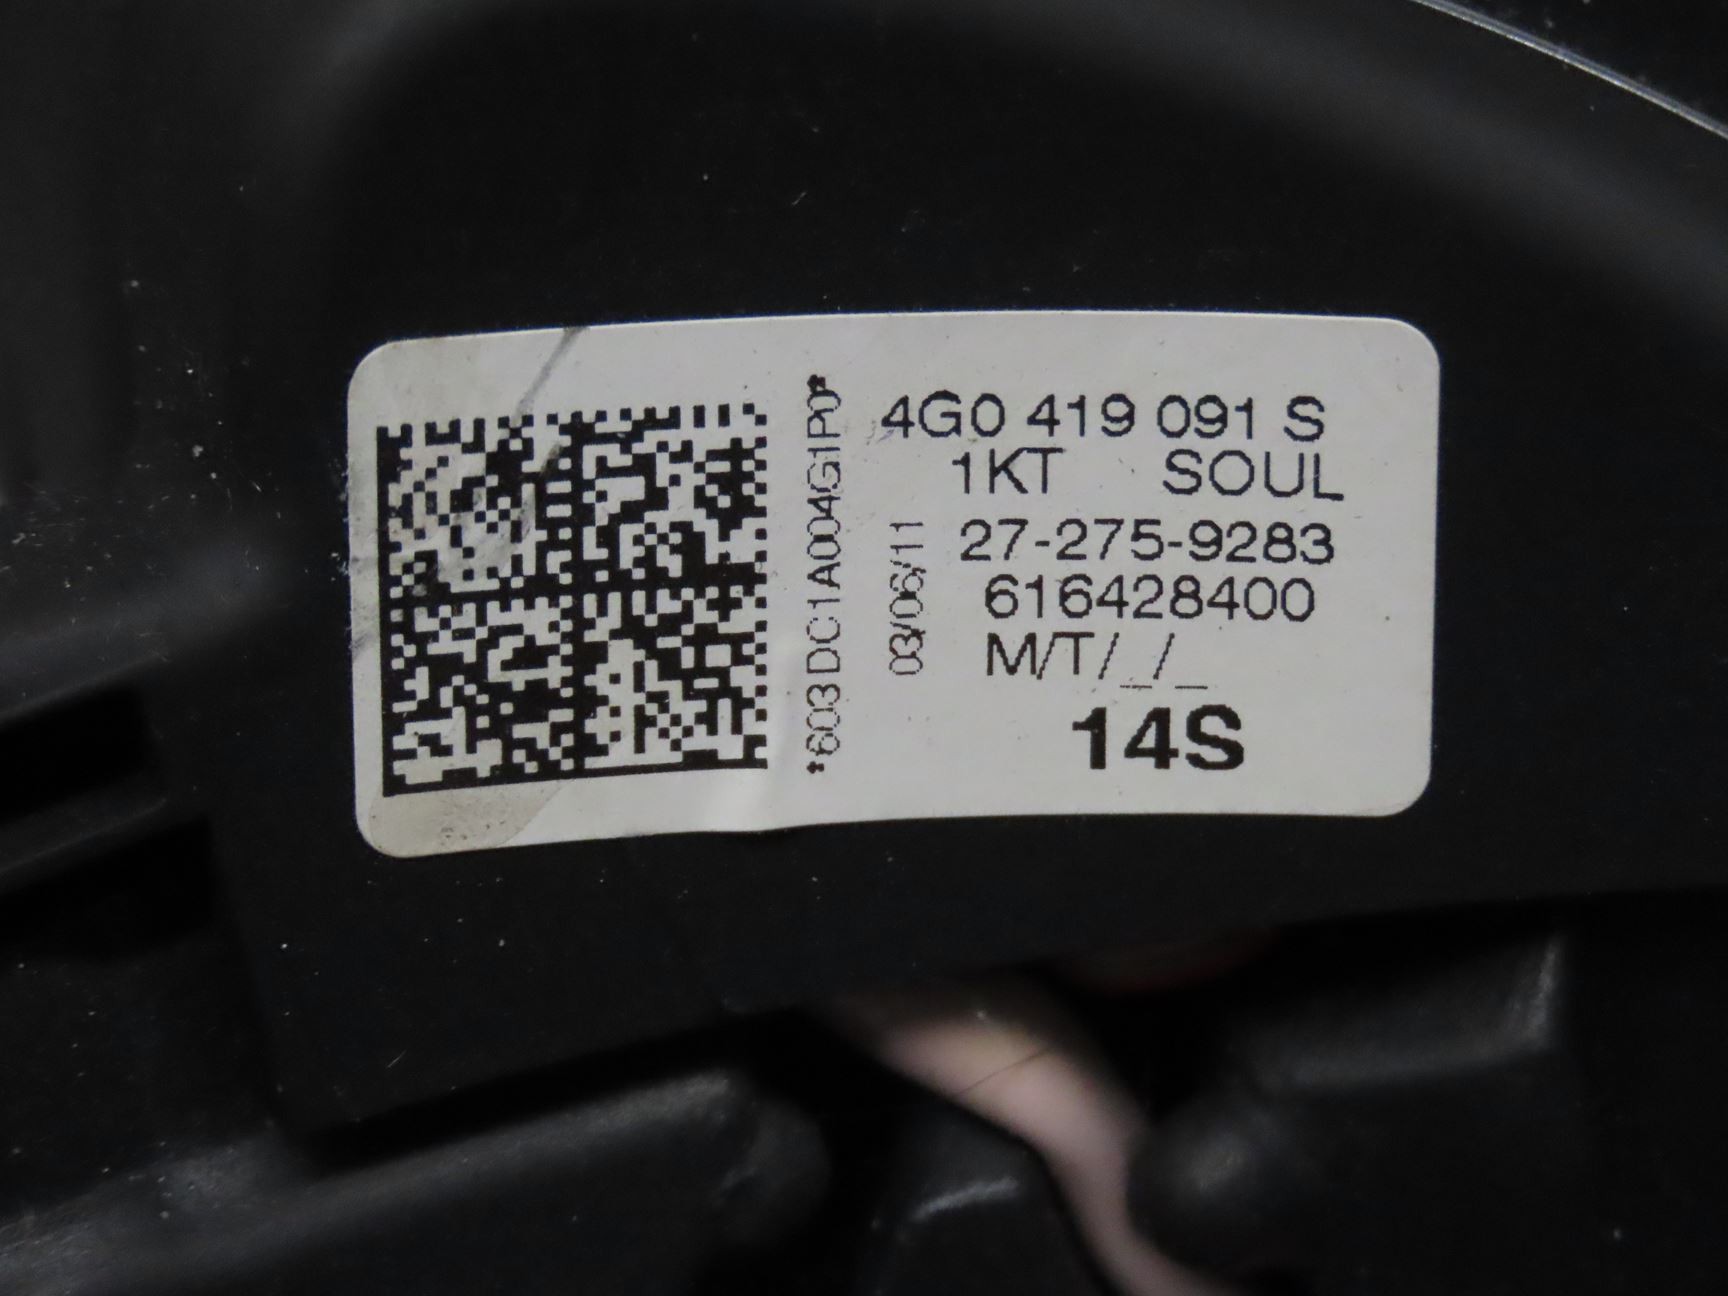 4G0 419 091 S
1KT SOUL
27-275-9283
616428400
M/T/_/_
14S
03/06/11
*603DC1A004G1P0*